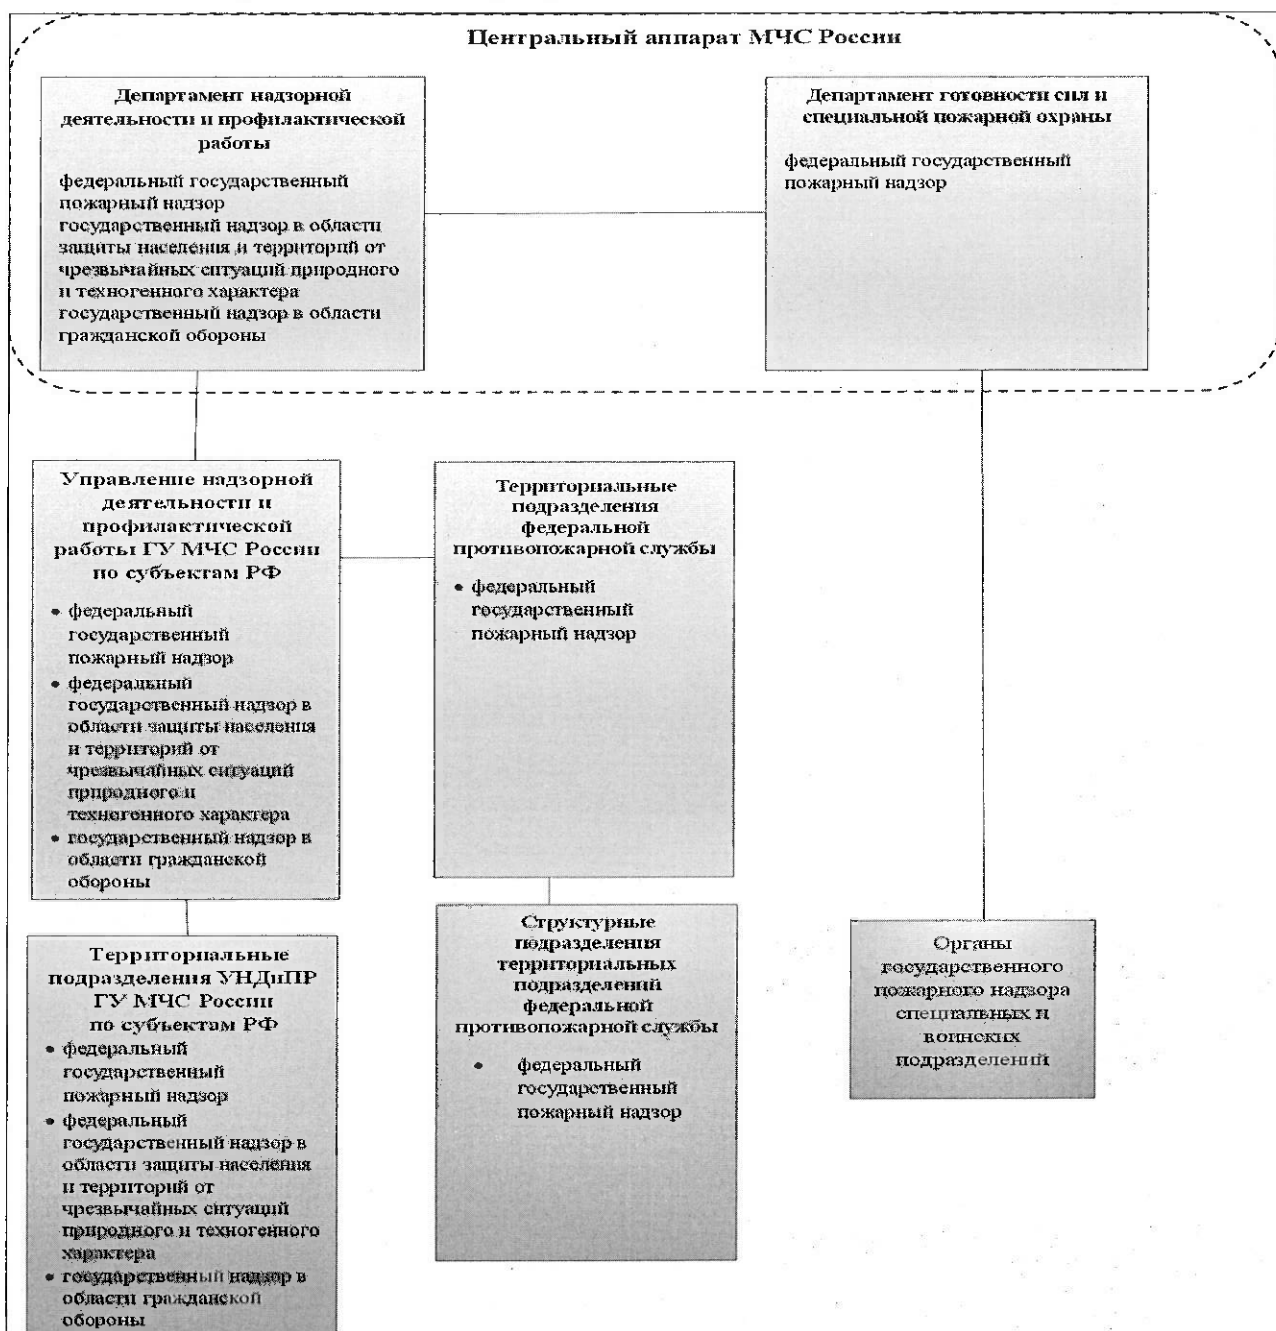 Центральный аппарат МЧС России
Департамент надзорной
деятельности и профилактической
работы
федеральный государственный
пожарный надзор
государственный надзор в области
защиты населения и территорий от
чрезвычайных ситуаций природного
и техногенного характера
государственный надзор в области
гражданской обороны
Департамент готовности сил и
специальной пожарной охраны
федеральный государственный
пожарный надзор
Управление надзорной
деятельности и
профилактической
работы ГУ МЧС России
по субъектам РФ
• федеральный
государственный
пожарный надзор
• федеральный
государственный надзор в
области защиты населения
и территорий от
чрезвычайных ситуаций
природного и
техногенного характера
• государственный надзор в
области гражданской
обороны
Территориальные
подразделения
федеральной
противопожарной службы
• федеральный
государственный
пожарный надзор
Территориальные
подразделения УНДиПР
ГУ МЧС России
по субъектам РФ
• федеральный
государственный
пожарный надзор
• федеральный
государственный надзор в
области защиты населения
и территорий от
чрезвычайных ситуаций
природного и техногенного
характера
• государственный надзор в
области гражданской
обороны
Структурные
подразделения
территориальных
подразделений
федеральной
противопожарной службы
• федеральный
государственный
пожарный надзор
Органы
государственного
пожарного надзора
специальных и
воинских
подразделений